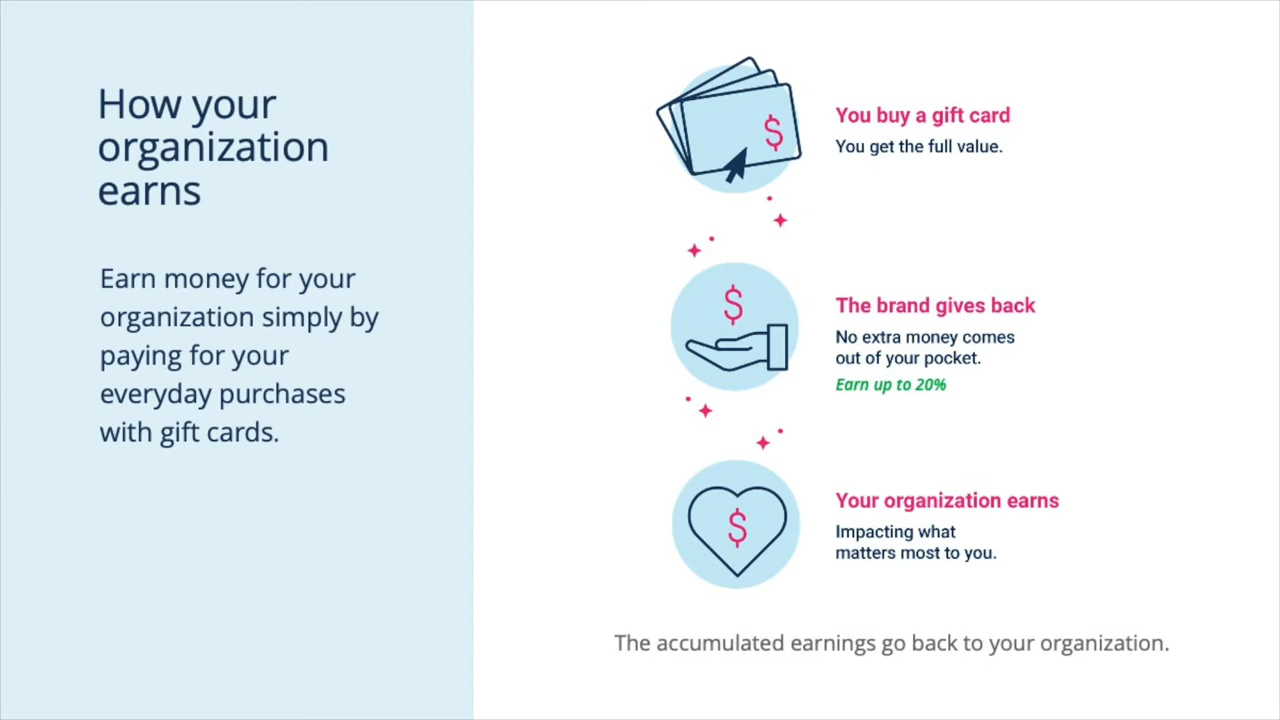 How your
organization
earns
Earn money for your
organization simply by
paying for your
everyday purchases
with gift cards.
$
You buy a gift card
You get the full value.
$
The brand gives back
No extra money comes
out of your pocket.
Earn up to 20%
$
Your organization earns
Impacting what
matters most to you.
The accumulated earnings go back to your organization.